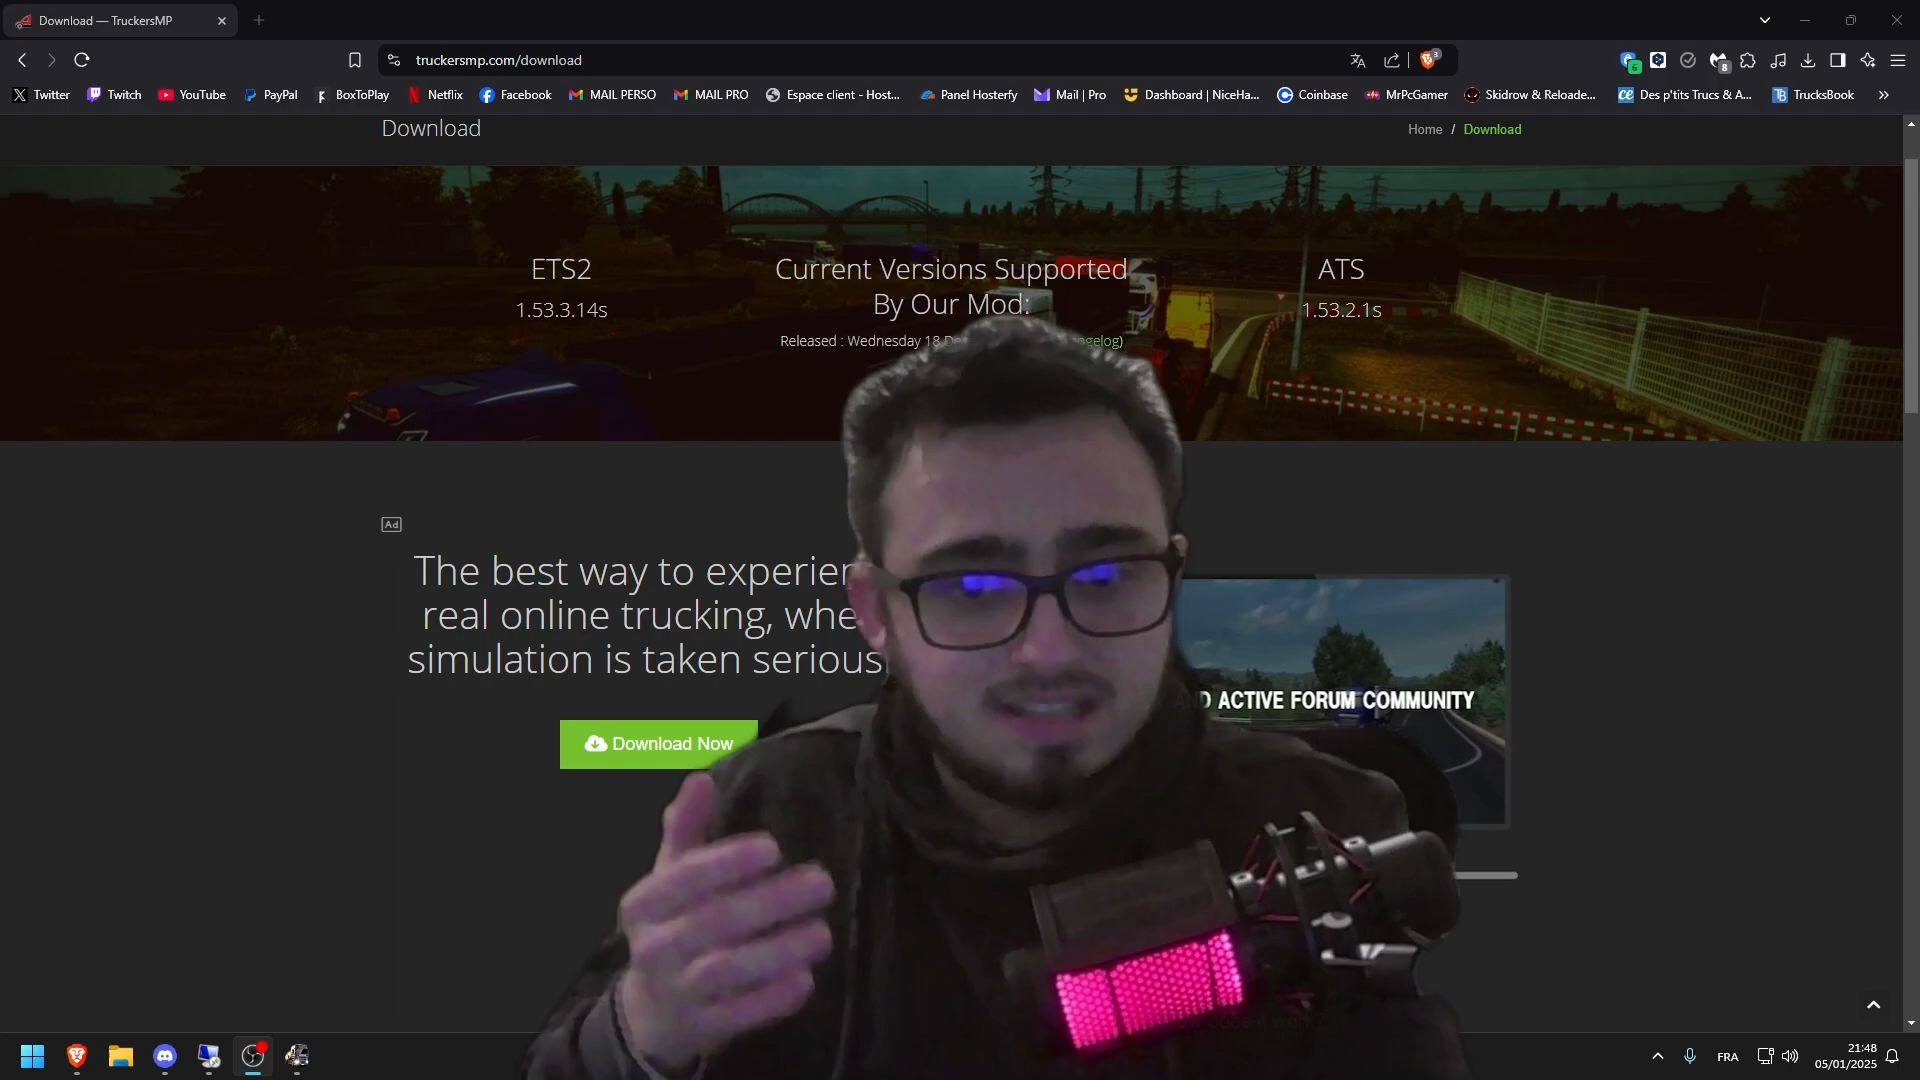 Download — TruckersMP
truckersmp.com/download
3
6
8
Twitter
Twitch
YouTube
PayPal
BoxToPlay
Netflix
Facebook
MAIL PERSO
MAIL PRO
Espace client - Host...
Panel Hosterfy
Mail | Pro
Dashboard | NiceHa...
Coinbase
MrPcGamer
Skidrow & Reloade...
Des p'tits Trucs & A...
TrucksBook
Download
Home / Download
ETS2
1.53.3.14s
Current Versions Supported
By Our Mod:
Released : Wednesday 18
ATS
1.53.2.1s
Ad
The best way to
real online trucking,
simulation is taken
ACTIVE FORUM COMMUNITY
Download Now
FRA
21:48
05/01/2025